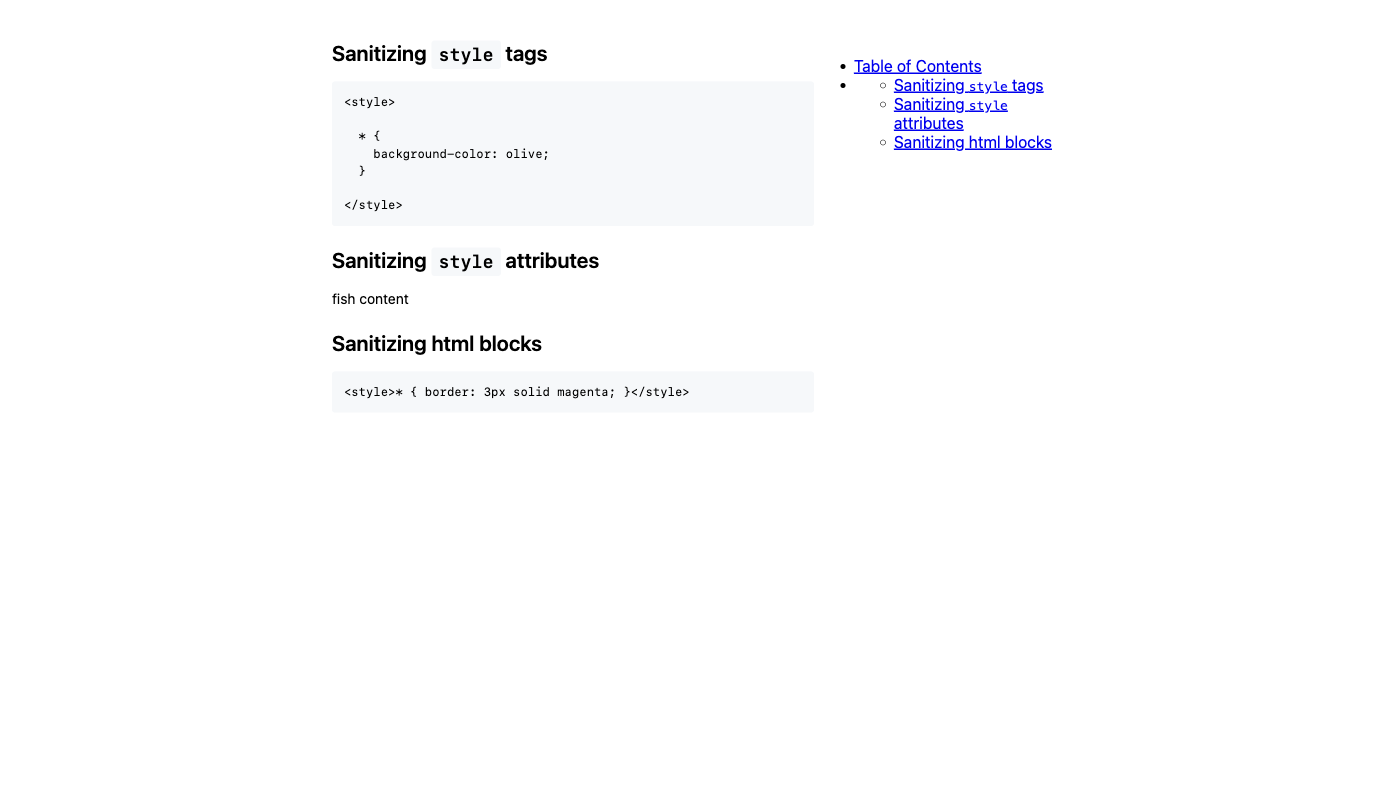 Sanitizing style tags
<style>
* {
background-color: olive;
}
</style>
Sanitizing style attributes
fish content
Sanitizing html blocks
<style>* { border: 3px solid magenta; }</style>
Table of Contents
Sanitizing style tags
Sanitizing style
attributes
Sanitizing html blocks